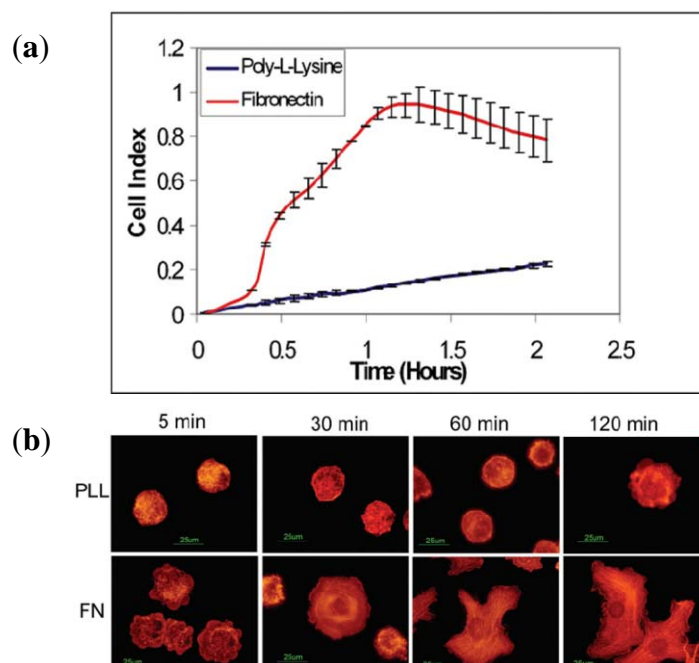 (a)
1.2
1
0.8
0.6
0.4
0.2
0
Cell Index
Poly-L-Lysine
Fibronectin
0 0.5 1 1.5 2 2.5
Time (Hours)
(b)
5 min 30 min 60 min 120 min
PLL
25um 25um 25um 25um
FN
25um 25um 25um 25um